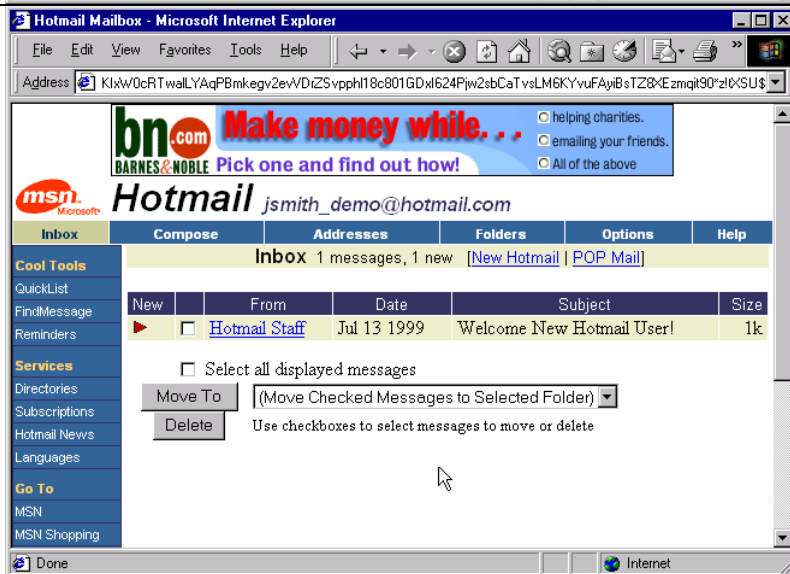 Hotmail Mailbox - Microsoft Internet Explorer
File Edit View Favorites Tools Help »
Address
bn.com Make money while. . . helping charities.
emailing your friends.
BARNES&NOBLE Pick one and find out how! All of the above
msn. Microsoft Hotmail jsmith_demo@hotmail.com
Inbox Compose Addresses Folders Options Help
Inbox 1 messages, 1 new [New Hotmail | POP Mail]
Cool Tools
QuickList
FindMessage
Reminders
New From Date Subject Size
Hotmail Staff Jul 13 1999 Welcome New Hotmail User! 1k
Services
Directories
Subscriptions
Hotmail News
Languages
Select all displayed messages
Move To (Move Checked Messages to Selected Folder)
Delete Use checkboxes to select messages to move or delete
Go To
MSN
MSN Shopping
Done Internet